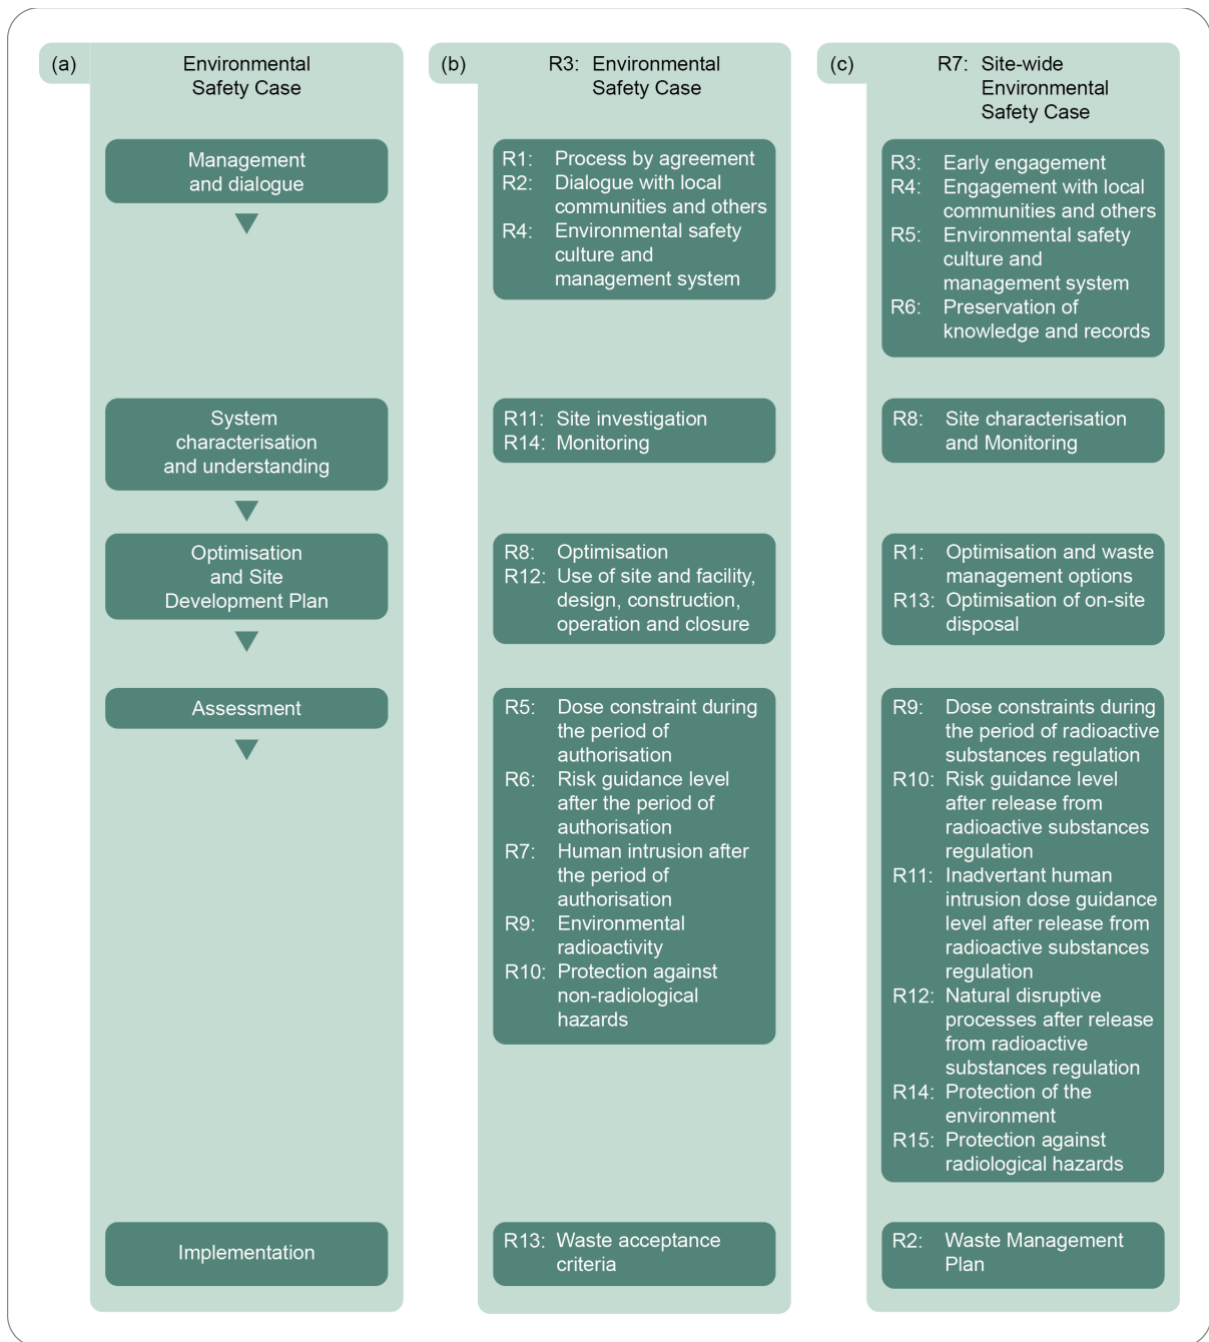 (a)
Environmental
Safety Case
Management
and dialogue
System
characterisation
and understanding
Optimisation
and Site
Development Plan
Assessment
Implementation
(b)
R3: Environmental
Safety Case
R1: Process by agreement
R2: Dialogue with local
communities and others
R4: Environmental safety
culture and
management system
R11: Site investigation
R14: Monitoring
R8: Optimisation
R12: Use of site and facility,
design, construction,
operation and closure
R5: Dose constraint during
the period of
authorisation
R6: Risk guidance level
after the period of
authorisation
R7: Human intrusion after
the period of
authorisation
R9: Environmental
radioactivity
R10: Protection against
non-radiological
hazards
R13: Waste acceptance
criteria
(c)
R7: Site-wide
Environmental
Safety Case
R3: Early engagement
R4: Engagement with local
communities and others
R5: Environmental safety
culture and
management system
R6: Preservation of
knowledge and records
R8: Site characterisation
and Monitoring
R1: Optimisation and waste
management options
R13: Optimisation of on-site
disposal
R9: Dose constraints during
the period of radioactive
substances regulation
R10: Risk guidance level
after release from
radioactive substances
regulation
R11: Inadvertant human
intrusion dose guidance
level after release from
radioactive substances
regulation
R12: Natural disruptive
processes after release
from radioactive
substances regulation
R14: Protection of the
environment
R15: Protection against
radiological hazards
R2: Waste Management
Plan